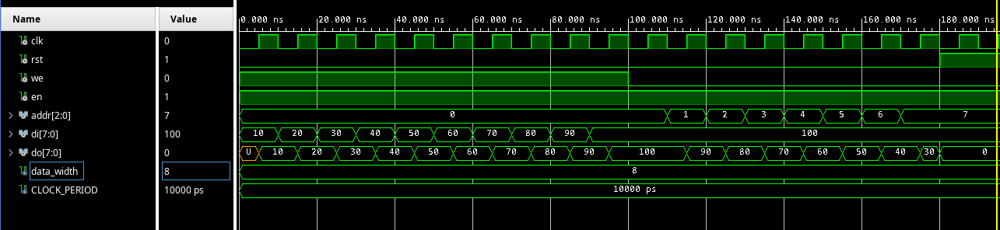 Name Value 0.000 ns 20.000 ns 40.000 ns 60.000 ns 80.000 ns 100.000 ns 120.000 ns 140.000 ns 160.000 ns 180.000 ns
clk 0
rst 1
we 0
en 1
addr[2:0] 7 0 1 2 3 4 5 6 7
di[7:0] 100 10 20 30 40 50 60 70 80 90 100
do[7:0] 0 U 10 20 30 40 50 60 70 80 90 100 90 80 70 60 50 40 30 0
data_width 8 8
CLOCK_PERIOD 10000 ps 10000 ps